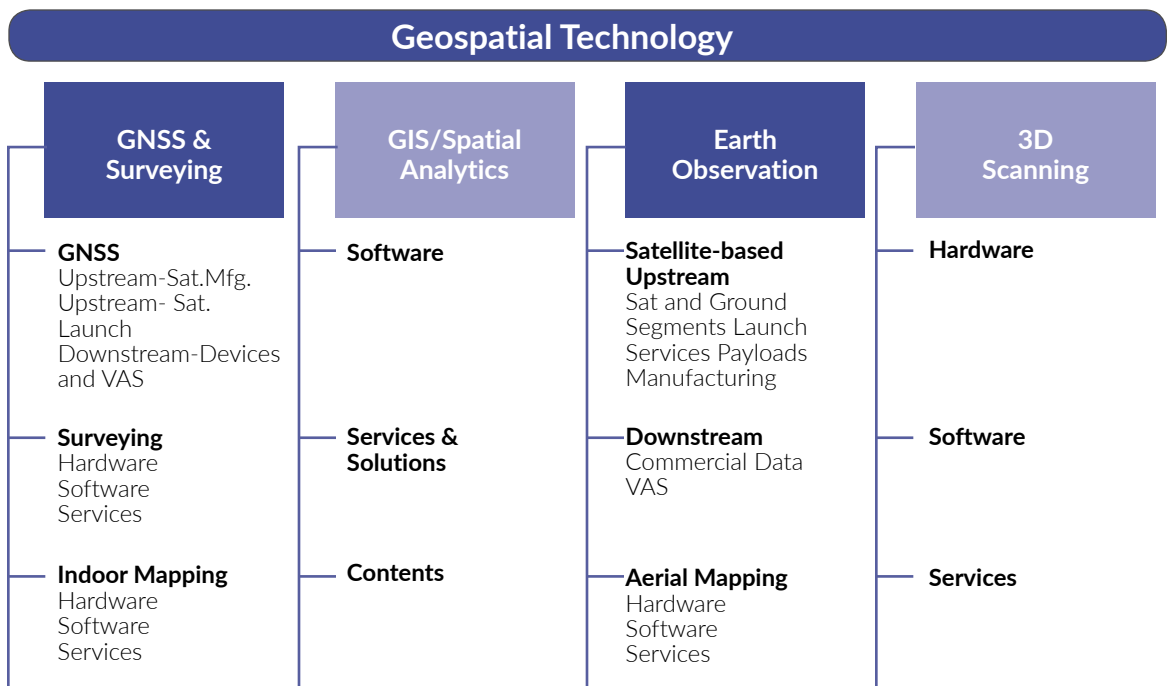 Geospatial Technology
GNSS &
Surveying
GNSS
Upstream-Sat.Mfg.
Upstream- Sat.
Launch
Downstream-Devices
and VAS
Surveying
Hardware
Software
Services
Indoor Mapping
Hardware
Software
Services
GIS/Spatial
Analytics
Software
Services &
Solutions
Contents
Earth
Observation
Satellite-based
Upstream
Sat and Ground
Segments Launch
Services Payloads
Manufacturing
Downstream
Commercial Data
VAS
Aerial Mapping
Hardware
Software
Services
3D
Scanning
Hardware
Software
Services